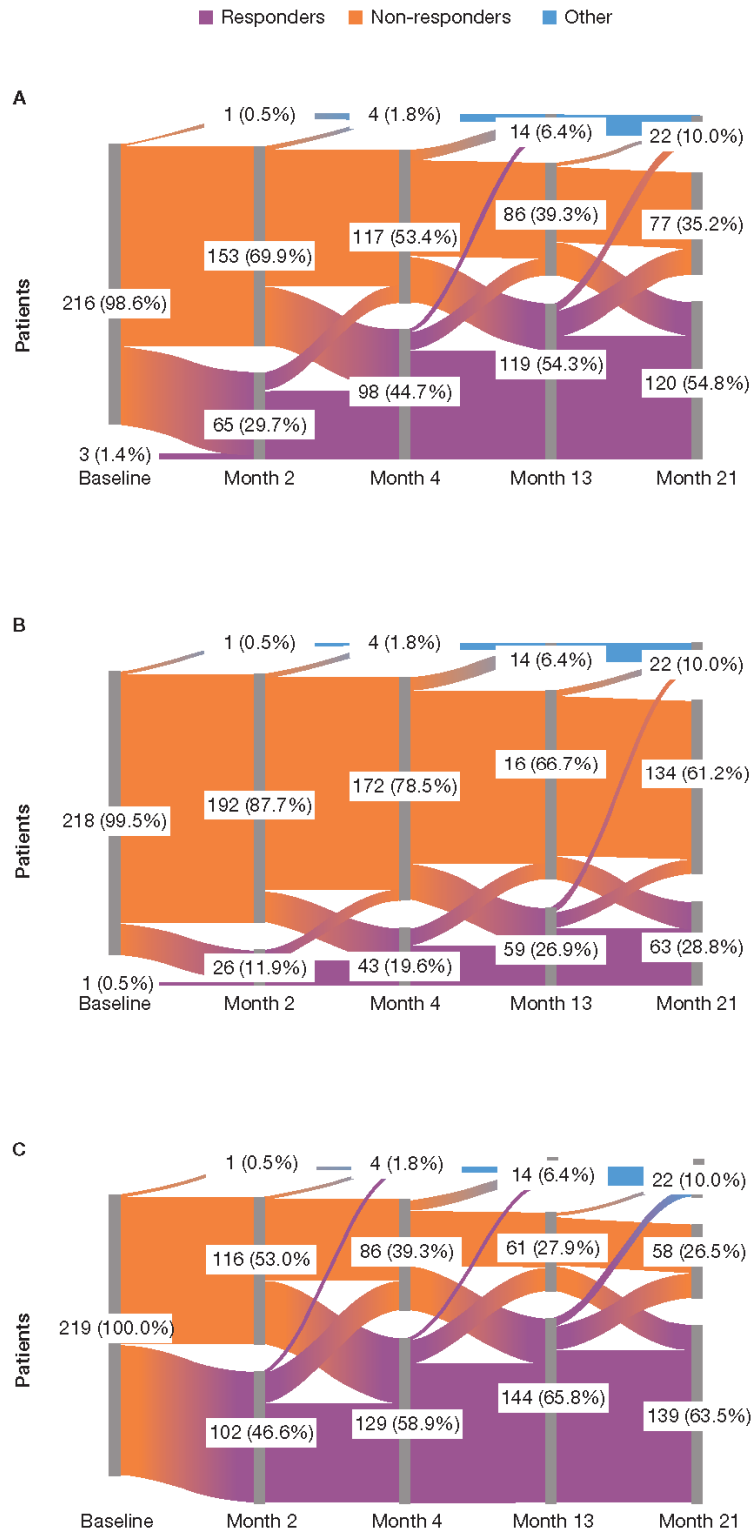 Responders Non-responders Other
A
1 (0.5%) 4 (1.8%) 14 (6.4%) 22 (10.0%)
86 (39.3%) 77 (35.2%)
153 (69.9%) 117 (53.4%)
216 (98.6%)
Patients
65 (29.7%) 98 (44.7%) 119 (54.3%) 120 (54.8%)
3 (1.4%)
Baseline Month 2 Month 4 Month 13 Month 21
B
1 (0.5%) 4 (1.8%) 14 (6.4%) 22 (10.0%)
218 (99.5%) 192 (87.7%) 172 (78.5%) 16 (66.7%) 134 (61.2%)
Patients
1 (0.5%) 26 (11.9%) 43 (19.6%) 59 (26.9%) 63 (28.8%)
Baseline Month 2 Month 4 Month 13 Month 21
C
1 (0.5%) 4 (1.8%) 14 (6.4%) 22 (10.0%)
116 (53.0% 86 (39.3%) 61 (27.9%) 58 (26.5%)
219 (100.0%)
Patients
102 (46.6%) 129 (58.9%) 144 (65.8%) 139 (63.5%)
Baseline Month 2 Month 4 Month 13 Month 21